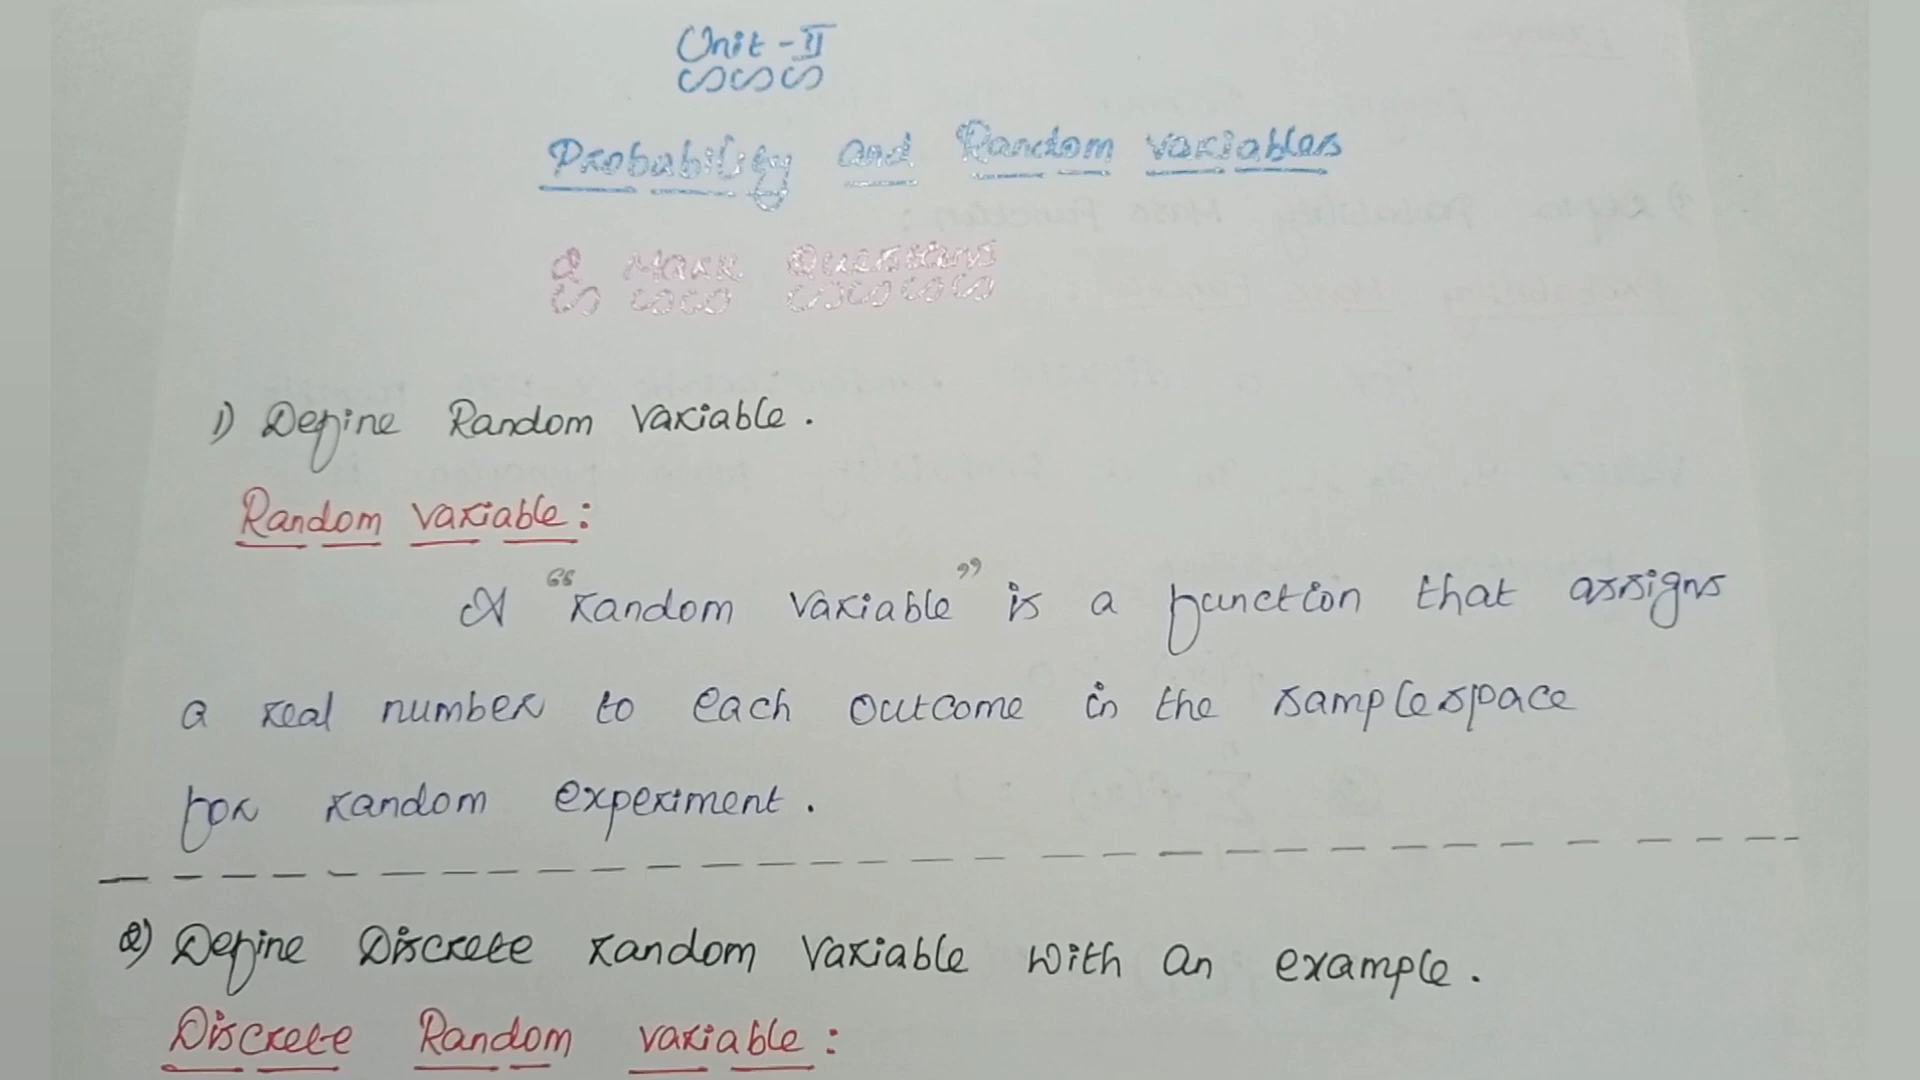 Unit - II
Probability and Random variables
2 Mark Questions
1) Define Random Variable.
Random variable:
A "random variable" is a function that assigns
a real number to each outcome in the samplespace
for random experiment.
2) Define Discrete random variable with an example.
Discrete Random variable: